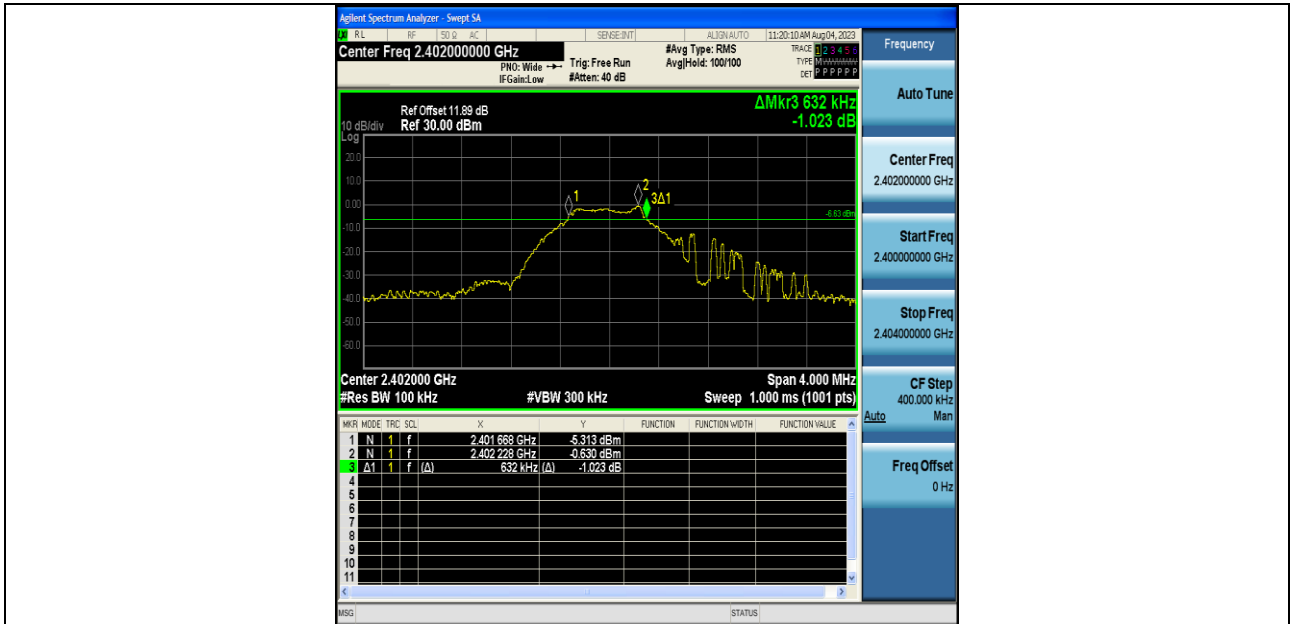 Agilent Spectrum Analyzer - Swept SA
RL RF 50 Ω AC SENSE:INT ALIGN AUTO 11:20:10 AM Aug 04, 2023
Center Freq 2.402000000 GHz #Avg Type: RMS TRACE 1 2 3 4 5 6
PNO: Wide Trig: Free Run Avg|Hold: 100/100 TYPE
IFGain:Low #Atten: 40 dB DET P P P P P P
Frequency
Auto Tune
Center Freq
2.402000000 GHz
Start Freq
2.400000000 GHz
Stop Freq
2.404000000 GHz
CF Step
400.000 kHz
Auto Man
Freq Offset
0 Hz
ΔMkr3 632 kHz
-1.023 dB
Ref Offset 11.89 dB
10 dB/div Ref 30.00 dBm
Log
20.0
10.0
0.00
-10.0
-20.0
-30.0
-40.0
-50.0
-60.0
1
2
3Δ1
-6.63 dBm
Center 2.402000 GHz Span 4.000 MHz
#Res BW 100 kHz #VBW 300 kHz Sweep 1.000 ms (1001 pts)
MKR MODE TRC SCL X Y FUNCTION FUNCTION WIDTH FUNCTION VALUE
1 N 1 f 2.401 668 GHz -5.313 dBm
2 N 1 f 2.402 228 GHz -0.630 dBm
3 Δ1 1 f (Δ) 632 kHz (Δ) -1.023 dB
4
5
6
7
8
9
10
11
MSG STATUS